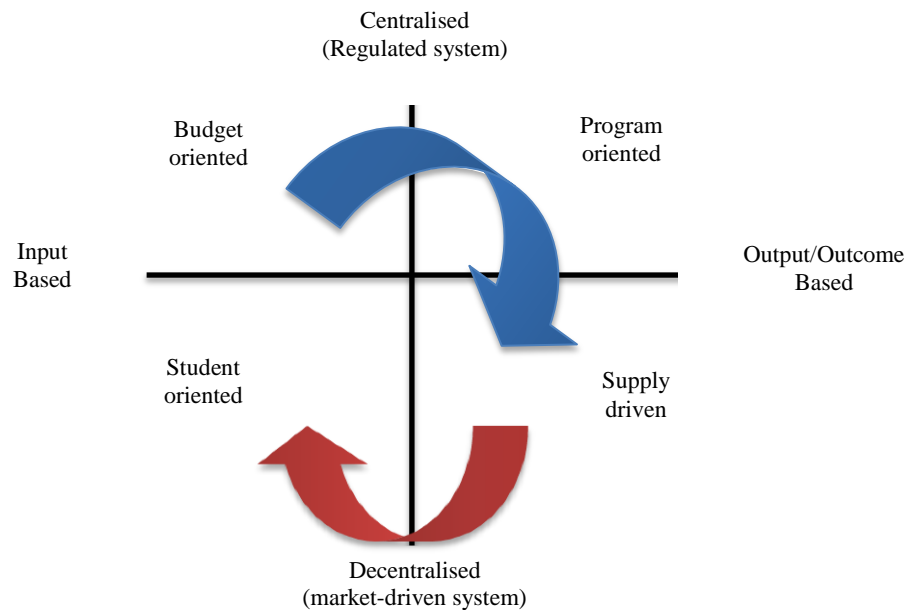 Centralised
(Regulated system)
Budget
oriented
Program
oriented
Input
Based
Output/Outcome
Based
Student
oriented
Supply
driven
Decentralised
(market-driven system)